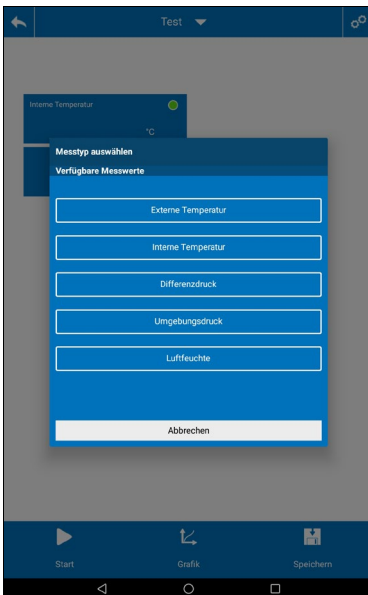 Test
Interne Temperatur
°C
Messtyp auswählen
Verfügbare Messwerte
Externe Temperatur
Interne Temperatur
Differenzdruck
Umgebungsdruck
Luftfeuchte
Abbrechen
Start
Grafik
Speichern